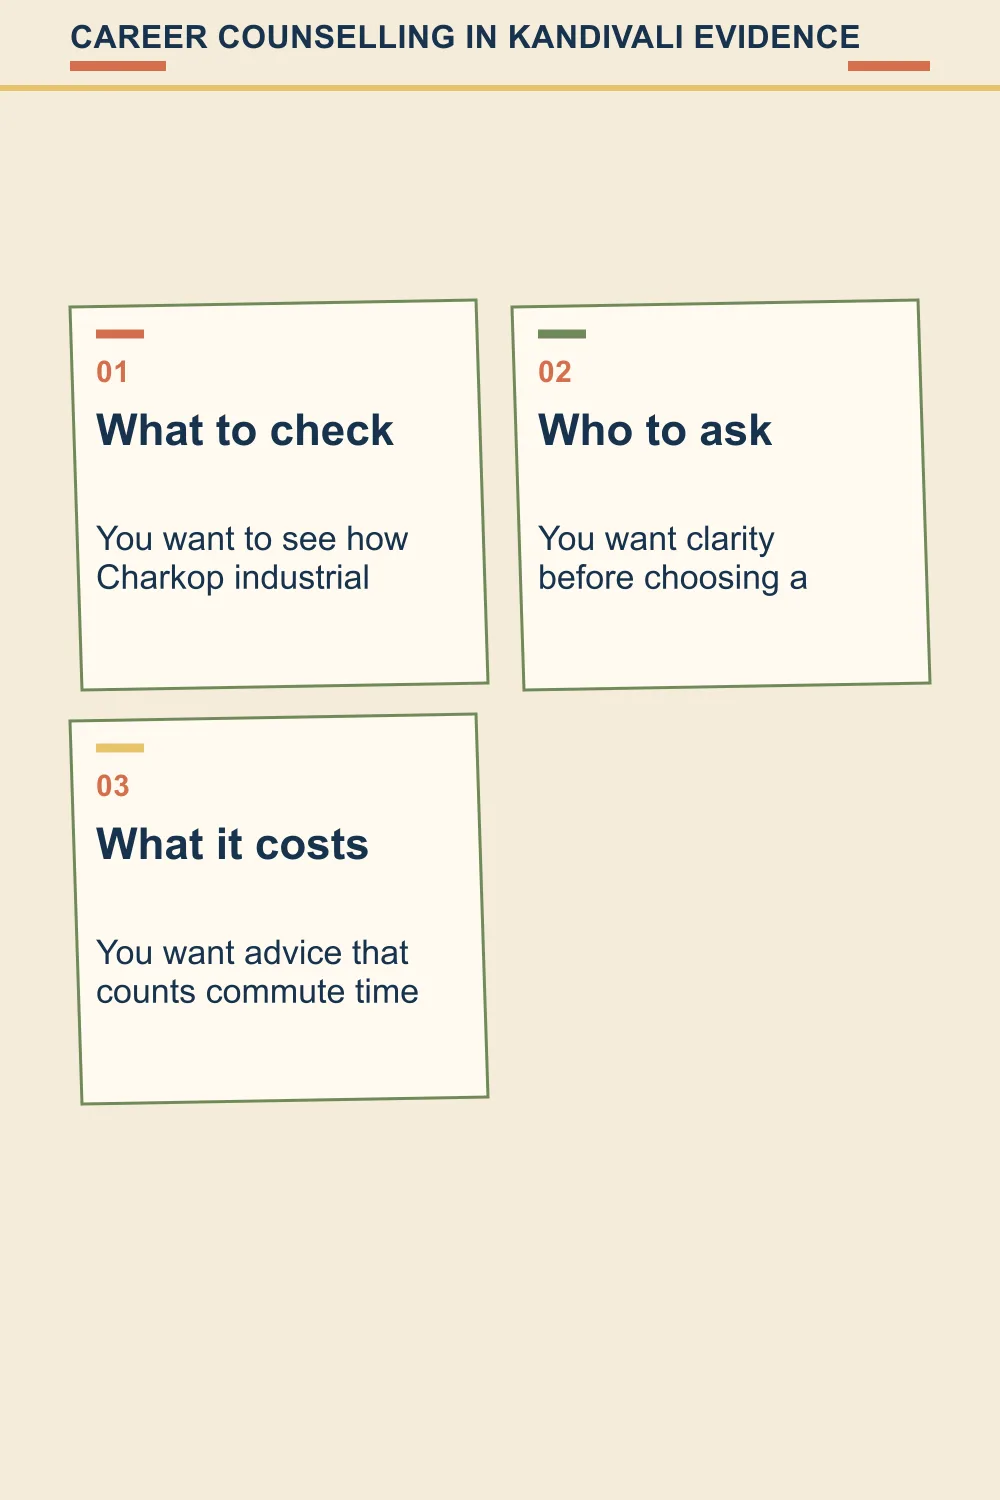 CAREER COUNSELLING IN KANDIVALI EVIDENCE
01
What to check
You want to see how
Charkop industrial
02
Who to ask
You want clarity
before choosing a
03
What it costs
You want advice that
counts commute time